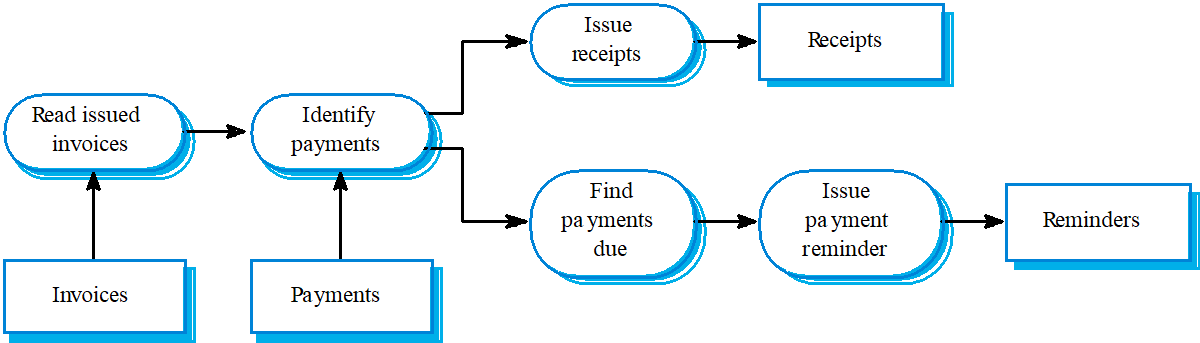 Issue
receipts
Receipts
Read issued
invoices
Identify
payments
Find
payments
due
Issue
payment
reminder
Reminders
Invoices
Payments